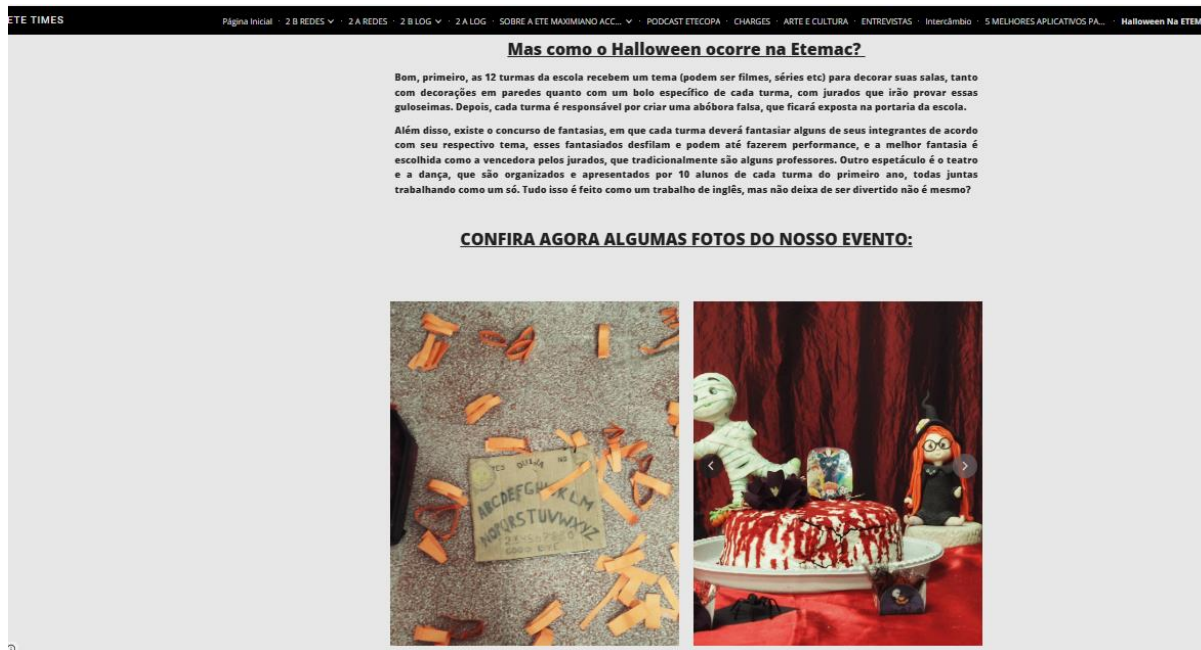 ETE TIMES
Página Inicial · 2 B REDES · 2 A REDES · 2 B LOG · 2 A LOG · SOBRE A ETE MAXIMIANO ACC... · PODCAST ETECOPA · CHARGES · ARTE E CULTURA · ENTREVISTAS · Intercâmbio · 5 MELHORES APLICATIVOS PA... · Halloween Na ETEM
Mas como o Halloween ocorre na Etemac?
Bom, primeiro, as 12 turmas da escola recebem um tema (podem ser filmes, séries etc) para decorar suas salas, tanto
com decorações em paredes quanto com um bolo específico de cada turma, com jurados que irão provar essas
guloseimas. Depois, cada turma é responsável por criar uma abóbora falsa, que ficará exposta na portaria da escola.
Além disso, existe o concurso de fantasias, em que cada turma deverá fantasiar alguns de seus integrantes de acordo
com seu respectivo tema, esses fantasiados desfilam e podem até fazerem performance, e a melhor fantasia é
escolhida como a vencedora pelos jurados, que tradicionalmente são alguns professores. Outro espetáculo é o teatro
e a dança, que são organizados e apresentados por 10 alunos de cada turma do primeiro ano, todas juntas
trabalhando como um só. Tudo isso é feito como um trabalho de inglês, mas não deixa de ser divertido não é mesmo?
CONFIRA AGORA ALGUMAS FOTOS DO NOSSO EVENTO:
YES OUIJA NO
GOOD BYE